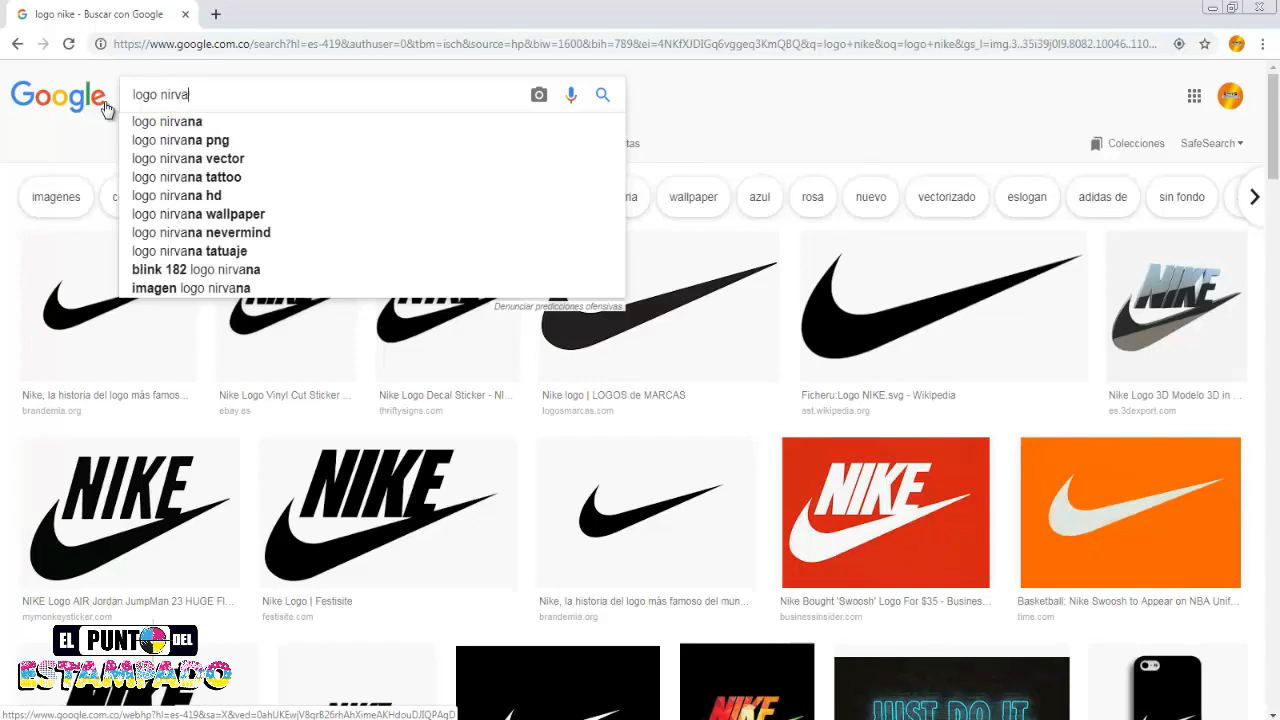 logo nike - Buscar con Google
https://www.google.com.co/search?hl=es-419&authuser=0&tbm=isch&source=hp&biw=1600&bih=789&ei=4NKfXJDIGq6vggeq3KmQBQ&q=logo+nike&oq=logo+nike&gs_l=img.3..35i39j0l9.8082.10046..110...
Google
logo nirva
logo nirvana
logo nirvana png
logo nirvana vector
logo nirvana tattoo
logo nirvana hd
logo nirvana wallpaper
logo nirvana nevermind
logo nirvana tatuaje
blink 182 logo nirvana
imagen logo nirvana
Denunciar predicciones ofensivas
Colecciones
SafeSearch
imagenes
wallpaper
azul
rosa
nuevo
vectorizado
eslogan
adidas de
sin fondo
NIKE
Nike, la historia del logo más famos...
Nike Logo Vinyl Cut Sticker ...
Nike Logo Decal Sticker - NI...
Nike logo | LOGOS de MARCAS
Ficheru:Logo NIKE.svg - Wikipedia
Nike Logo 3D Modelo 3D in ...
brandemia.org
ebay.es
thriftysigns.com
logosmarcas.com
ast.wikipedia.org
es.3dexport.com
NIKE
NIKE
NIKE
NIKE Logo AIR Jordan JumpMan 23 HUGE Fl...
Nike Logo | Festisite
Nike, la historia del logo más famoso del mun...
Nike Bought 'Swoosh' Logo For $35 - Busines...
Basketball: Nike Swoosh to Appear on NBA Unif...
mymonkeysticker.com
festisite.com
brandemia.org
businessinsider.com
time.com
EL PUNTO DEL
ESTAMPADO
NIKE
JUST DO IT